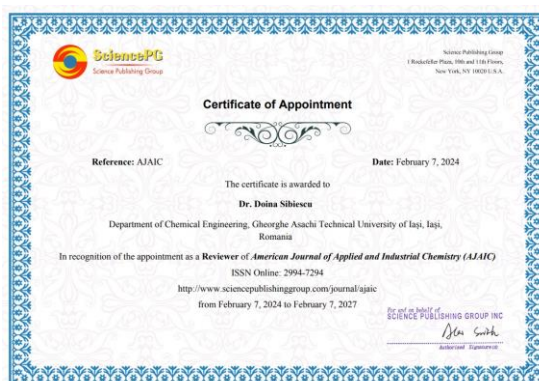 SciencePG
Science Publishing Group
Science Publishing Group
1 Rockefeller Plaza, 10th and 11th Floors,
New York, NY 10020 U.S.A.
Certificate of Appointment
Reference: AJAIC Date: February 7, 2024
The certificate is awarded to
Dr. Doina Sibiescu
Department of Chemical Engineering, Gheorghe Asachi Technical University of Iaşi, Iaşi,
Romania
In recognition of the appointment as a Reviewer of American Journal of Applied and Industrial Chemistry (AJAIC)
ISSN Online: 2994-7294
http://www.sciencepublishinggroup.com/journal/ajaic
from February 7, 2024 to February 7, 2027
For and on behalf of
SCIENCE PUBLISHING GROUP INC
Alex Smith
Authorized Signature(s)